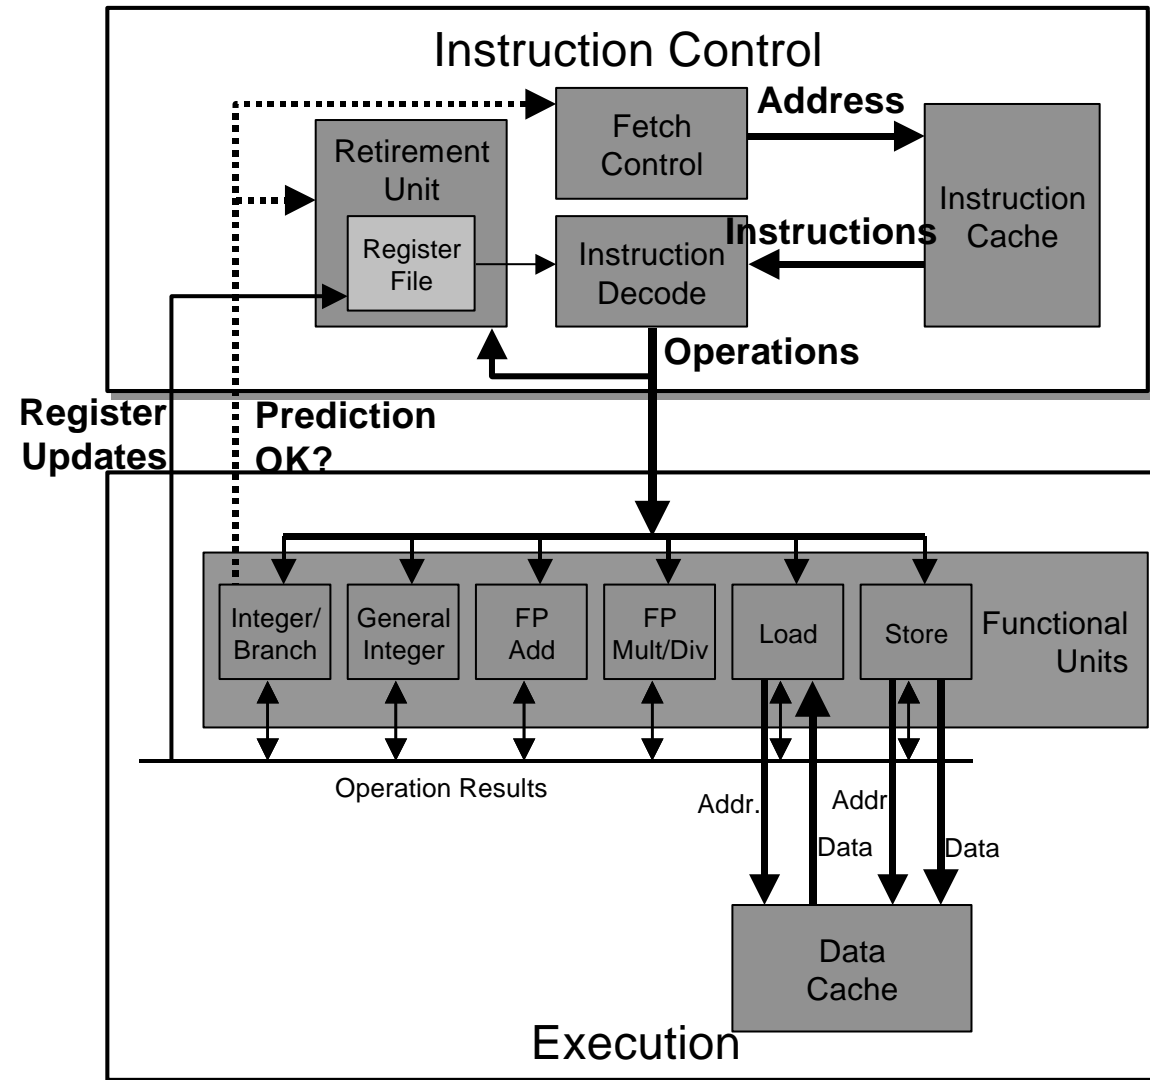 Instruction Control
Address
Fetch
Control
Retirement
Unit
Instruction
Cache
Instructions
Register
File
Instruction
Decode
Operations
Register
Updates
Prediction
OK?
Integer/
Branch
General
Integer
FP
Add
FP
Mult/Div
Load
Store
Functional
Units
Operation Results
Addr.
Addr
Data
Data
Data
Cache
Execution